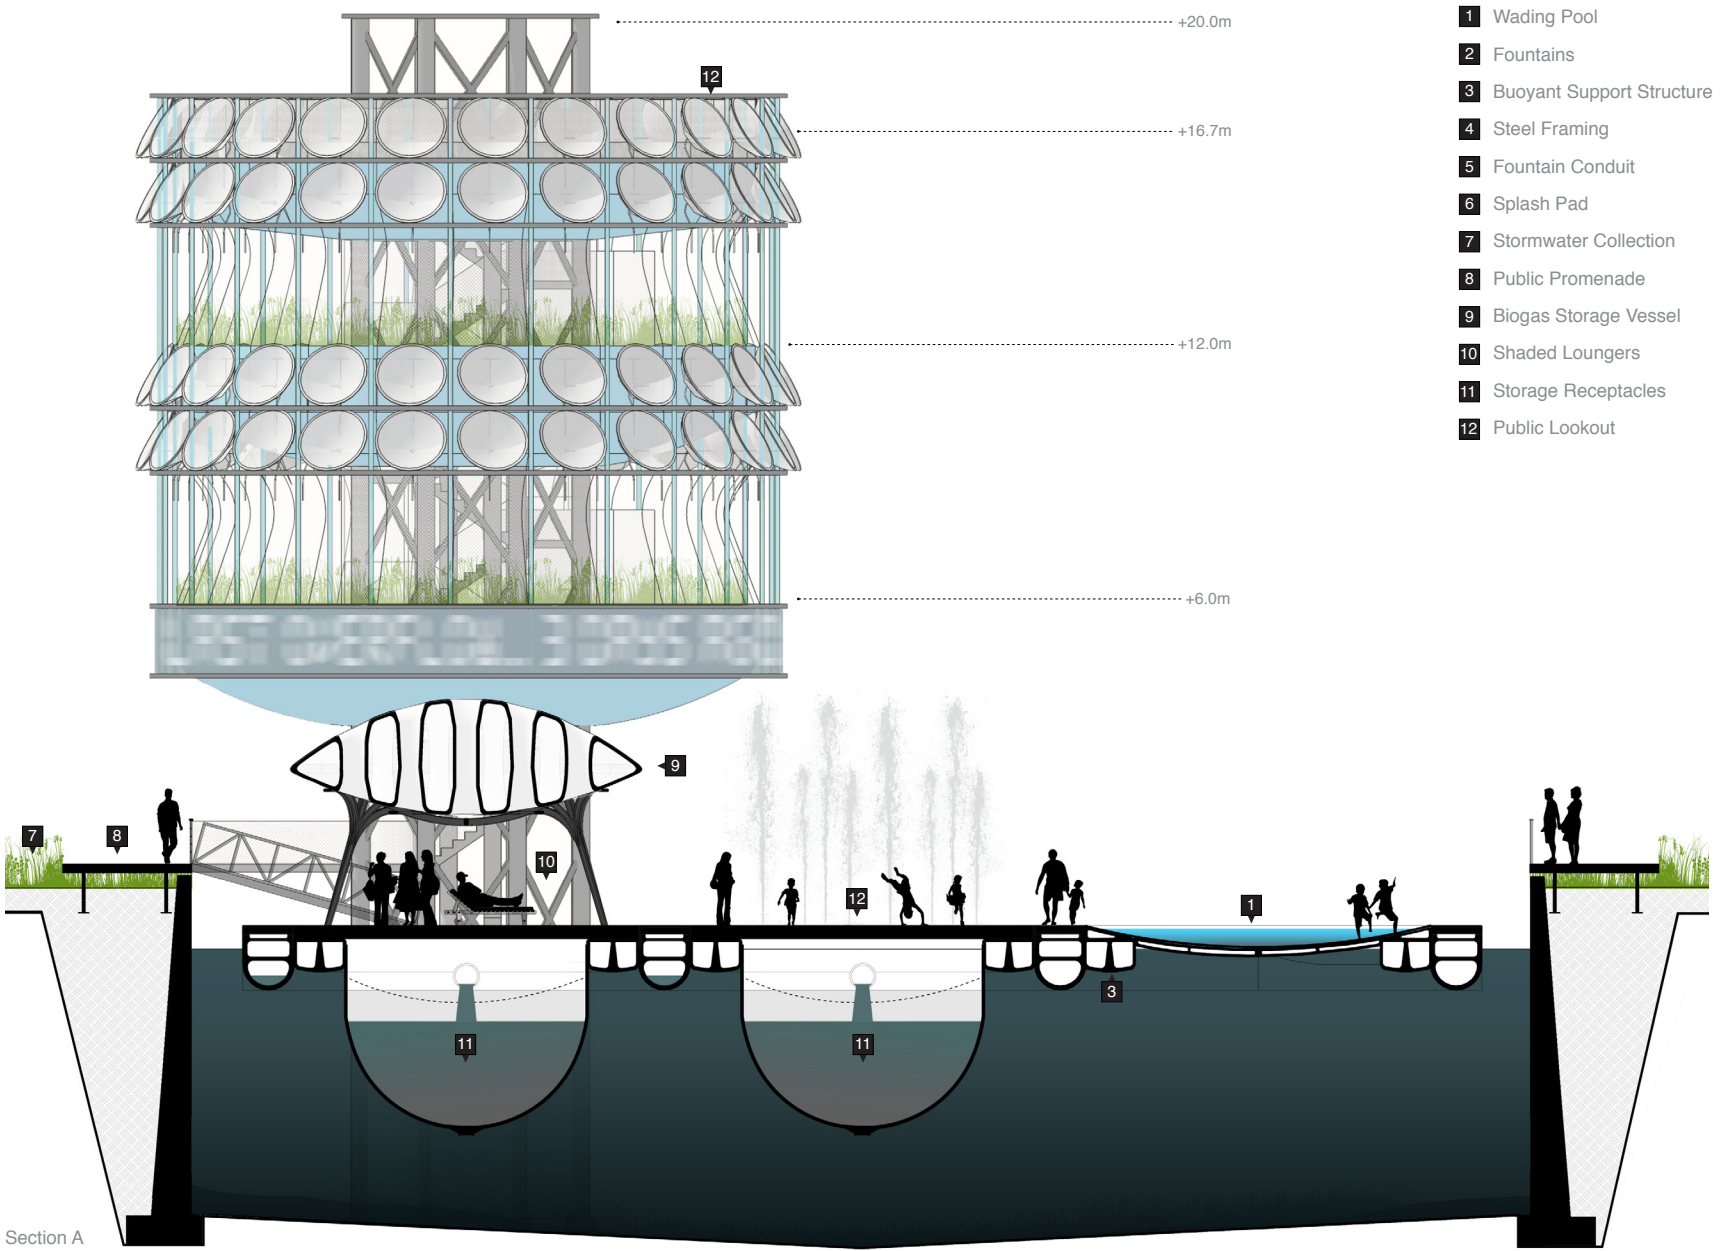 +20.0m
12
+16.7m
+12.0m
+6.0m
1 Wading Pool
2 Fountains
3 Buoyant Support Structure
4 Steel Framing
5 Fountain Conduit
6 Splash Pad
7 Stormwater Collection
8 Public Promenade
9 Biogas Storage Vessel
10 Shaded Loungers
11 Storage Receptacles
12 Public Lookout
9
7
8
10
12
1
3
11
11
Section A